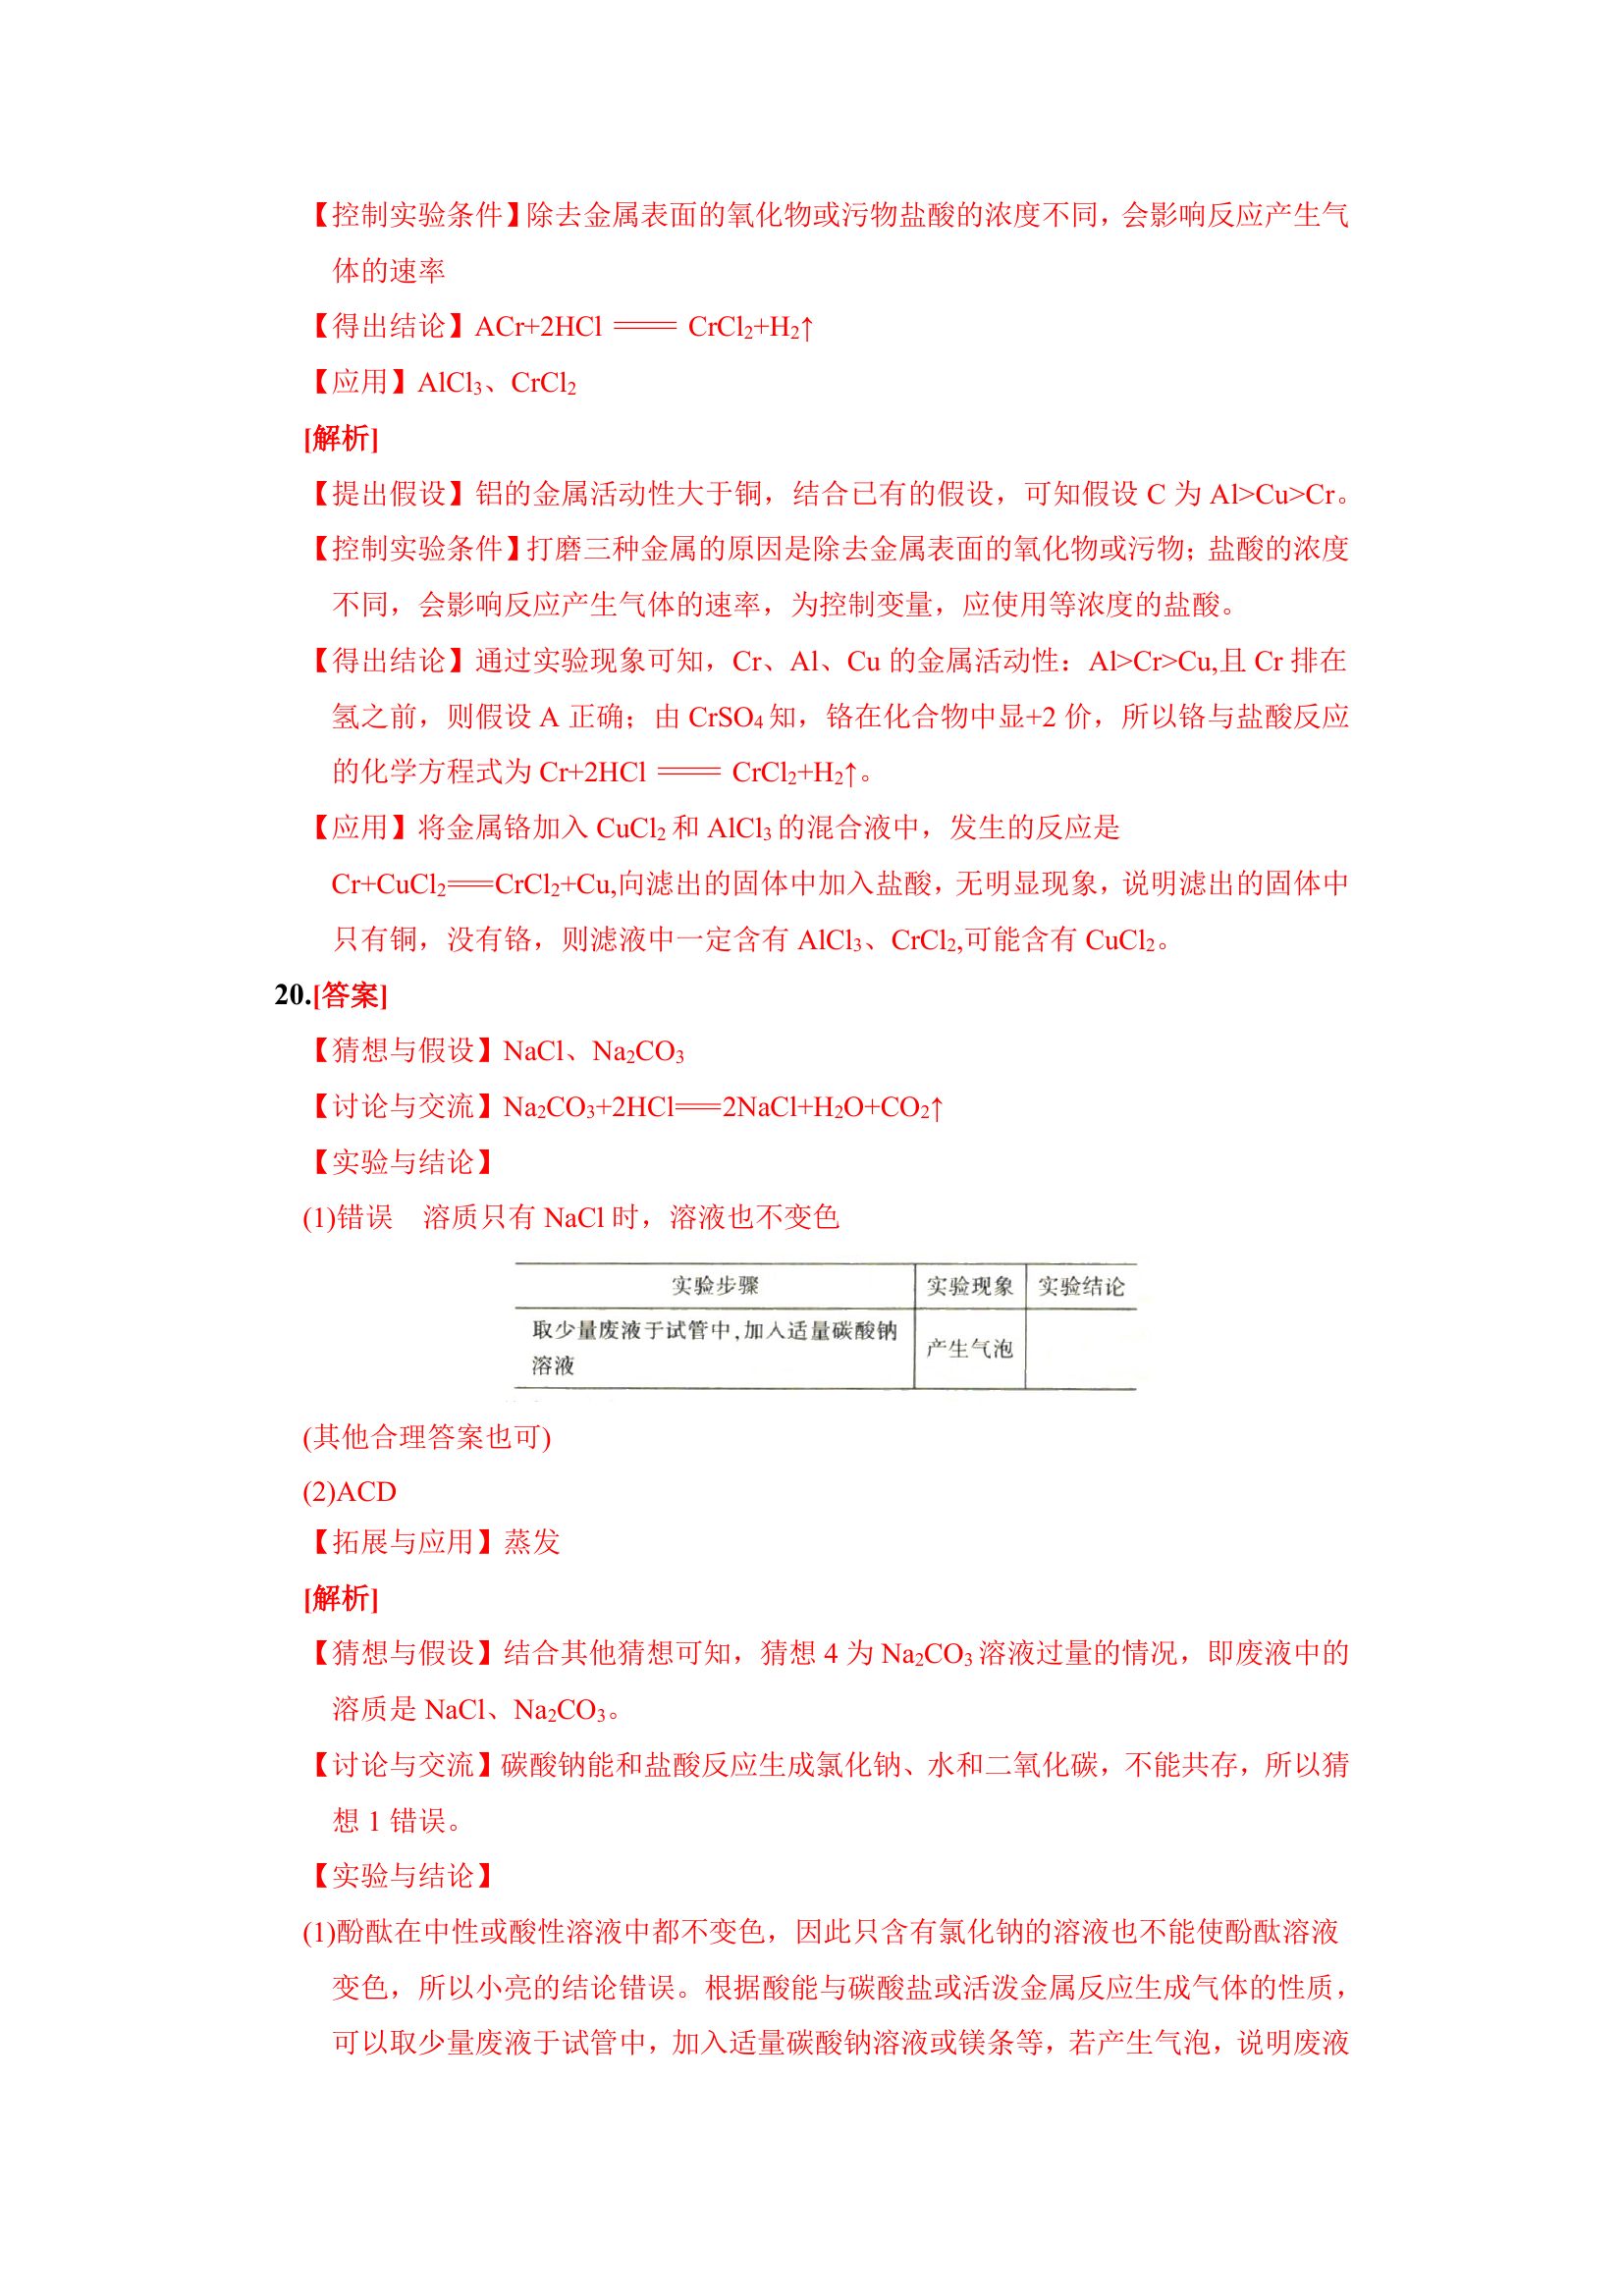 【控制实验条件】除去金属表面的氧化物或污物盐酸的浓度不同，会影响反应产生气
体的速率
【得出结论】ACr+2HCl ═══ CrCl₂+H₂↑
【应用】AlCl₃、CrCl₂
[解析]
【提出假设】铝的金属活动性大于铜，结合已有的假设，可知假设 C 为 Al>Cu>Cr。
【控制实验条件】打磨三种金属的原因是除去金属表面的氧化物或污物；盐酸的浓度
不同，会影响反应产生气体的速率，为控制变量，应使用等浓度的盐酸。
【得出结论】通过实验现象可知，Cr、Al、Cu 的金属活动性：Al>Cr>Cu,且 Cr 排在
氢之前，则假设 A 正确；由 CrSO₄ 知，铬在化合物中显+2 价，所以铬与盐酸反应
的化学方程式为 Cr+2HCl ═══ CrCl₂+H₂↑。
【应用】将金属铬加入 CuCl₂ 和 AlCl₃ 的混合液中，发生的反应是
Cr+CuCl₂═══CrCl₂+Cu,向滤出的固体中加入盐酸，无明显现象，说明滤出的固体中
只有铜，没有铬，则滤液中一定含有 AlCl₃、CrCl₂,可能含有 CuCl₂。
20.[答案]
【猜想与假设】NaCl、Na₂CO₃
【讨论与交流】Na₂CO₃+2HCl═══2NaCl+H₂O+CO₂↑
【实验与结论】
(1)错误　溶质只有 NaCl 时，溶液也不变色
实验步骤 实验现象 实验结论
取少量废液于试管中,加入适量碳酸钠
溶液 产生气泡
(其他合理答案也可)
(2)ACD
【拓展与应用】蒸发
[解析]
【猜想与假设】结合其他猜想可知，猜想 4 为 Na₂CO₃ 溶液过量的情况，即废液中的
溶质是 NaCl、Na₂CO₃。
【讨论与交流】碳酸钠能和盐酸反应生成氯化钠、水和二氧化碳，不能共存，所以猜
想 1 错误。
【实验与结论】
(1)酚酞在中性或酸性溶液中都不变色，因此只含有氯化钠的溶液也不能使酚酞溶液
变色，所以小亮的结论错误。根据酸能与碳酸盐或活泼金属反应生成气体的性质，
可以取少量废液于试管中，加入适量碳酸钠溶液或镁条等，若产生气泡，说明废液